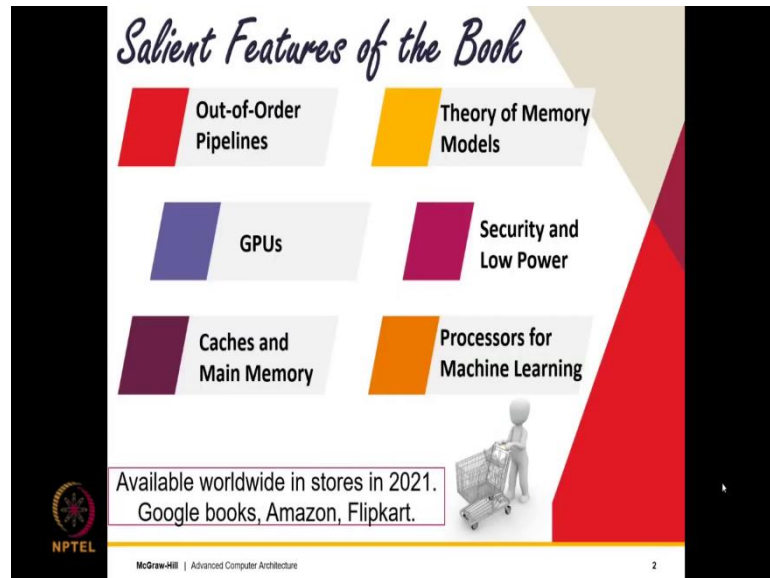 Salient Features of the Book
Out-of-Order
Pipelines
Theory of Memory
Models
GPUs
Security and
Low Power
Caches and
Main Memory
Processors for
Machine Learning
Available worldwide in stores in 2021.
Google books, Amazon, Flipkart.
NPTEL
McGraw-Hill | Advanced Computer Architecture
2